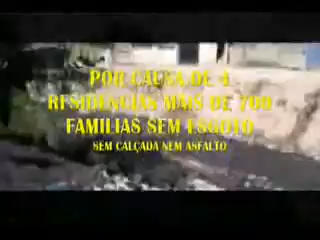 POR CAUSA DE 4
RESIDENCIAS MAIS DE 700
FAMILIAS SEM ESGOTO
SEM CALÇADA NEM ASFALTO